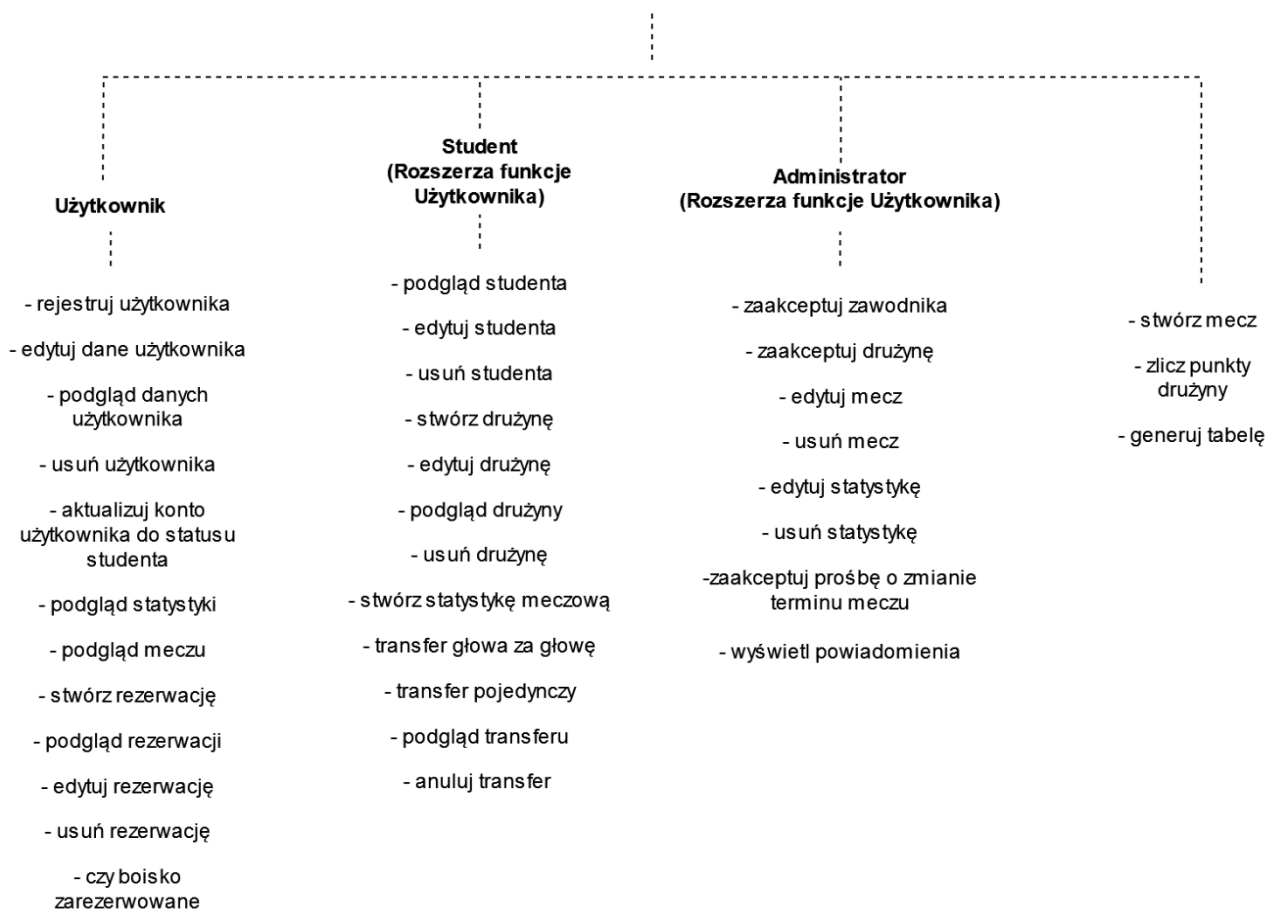 Użytkownik
- rejestruj użytkownika
- edytuj dane użytkownika
- podgląd danych
użytkownika
- usuń użytkownika
- aktualizuj konto
użytkownika do statusu
studenta
- podgląd statystyki
- podgląd meczu
- stwórz rezerwację
- podgląd rezerwacji
- edytuj rezerwację
- usuń rezerwację
- czy boisko
zarezerwowane
Student
(Rozszerza funkcje
Użytkownika)
- podgląd studenta
- edytuj studenta
- usuń studenta
- stwórz drużynę
- edytuj drużynę
- podgląd drużyny
- usuń drużynę
- stwórz statystykę meczową
- transfer głowa za głowę
- transfer pojedynczy
- podgląd transferu
- anuluj transfer
Administrator
(Rozszerza funkcje Użytkownika)
- zaakceptuj zawodnika
- zaakceptuj drużynę
- edytuj mecz
- usuń mecz
- edytuj statystykę
- usuń statystykę
-zaakceptuj prośbę o zmianie
terminu meczu
- wyświetl powiadomienia
- stwórz mecz
- zlicz punkty
drużyny
- generuj tabelę